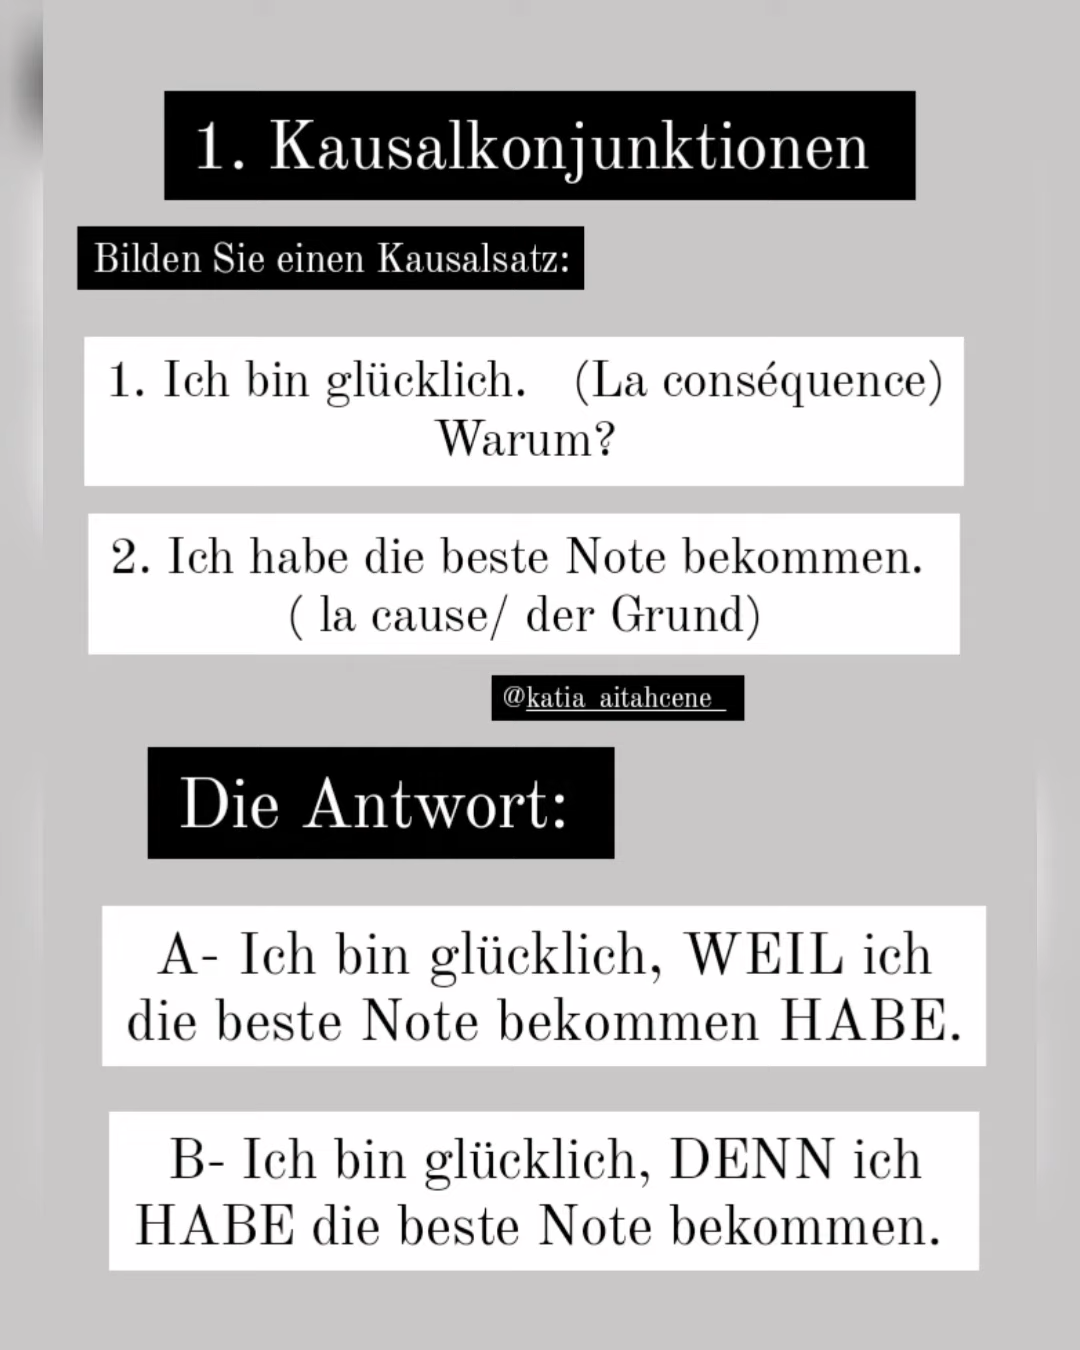 1. Kausalkonjunktionen
Bilden Sie einen Kausalsatz:
1. Ich bin glücklich. (La conséquence)
Warum?
2. Ich habe die beste Note bekommen.
( la cause/ der Grund)
@katia_aitahcene_
Die Antwort:
A- Ich bin glücklich, WEIL ich
die beste Note bekommen HABE.
B- Ich bin glücklich, DENN ich
HABE die beste Note bekommen.